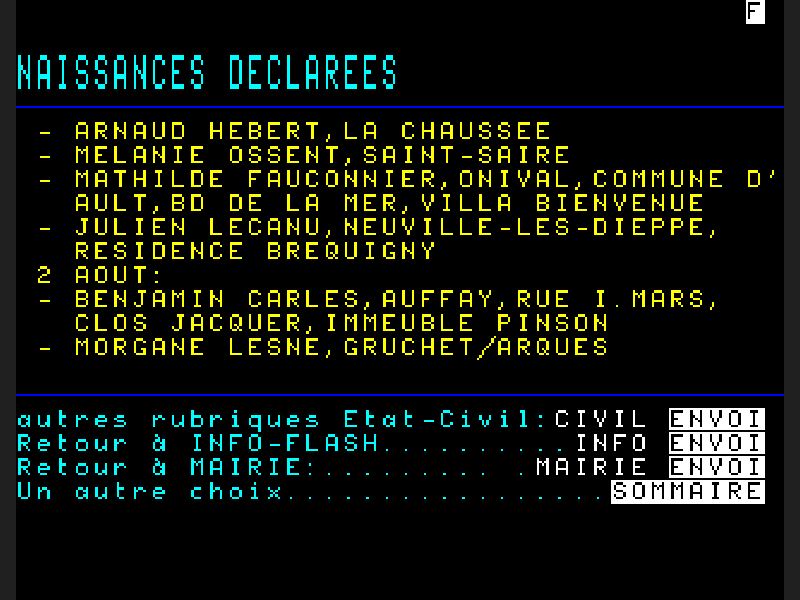 F
NAISSANCES DECLAREES
- ARNAUD HEBERT,LA CHAUSSEE
- MELANIE OSSENT,SAINT-SAIRE
- MATHILDE FAUCONNIER,ONIVAL,COMMUNE D'
AULT,BD DE LA MER,VILLA BIENVENUE
- JULIEN LECANU,NEUVILLE-LES-DIEPPE,
RESIDENCE BREQUIGNY
2 AOUT:
- BENJAMIN CARLES,AUFFAY,RUE I.MARS,
CLOS JACQUER,IMMEUBLE PINSON
- MORGANE LESNE,GRUCHET/ARQUES
autres rubriques Etat-Civil:CIVIL ENVOI
Retour à INFO-FLASH..........INFO ENVOI
Retour à MAIRIE:......... .MAIRIE ENVOI
Un autre choix.................SOMMAIRE